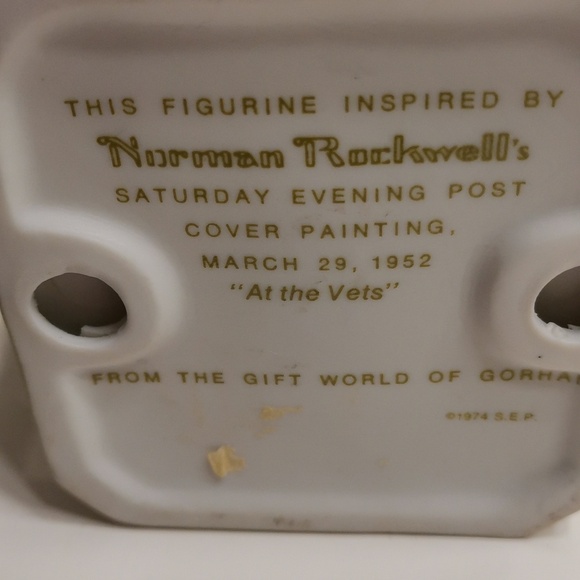 THIS FIGURINE INSPIRED BY
Norman Rockwell's
SATURDAY EVENING POST
COVER PAINTING,
MARCH 29, 1952
"At the Vets"
FROM THE GIFT WORLD OF GORHA
©1974 S.E.P.